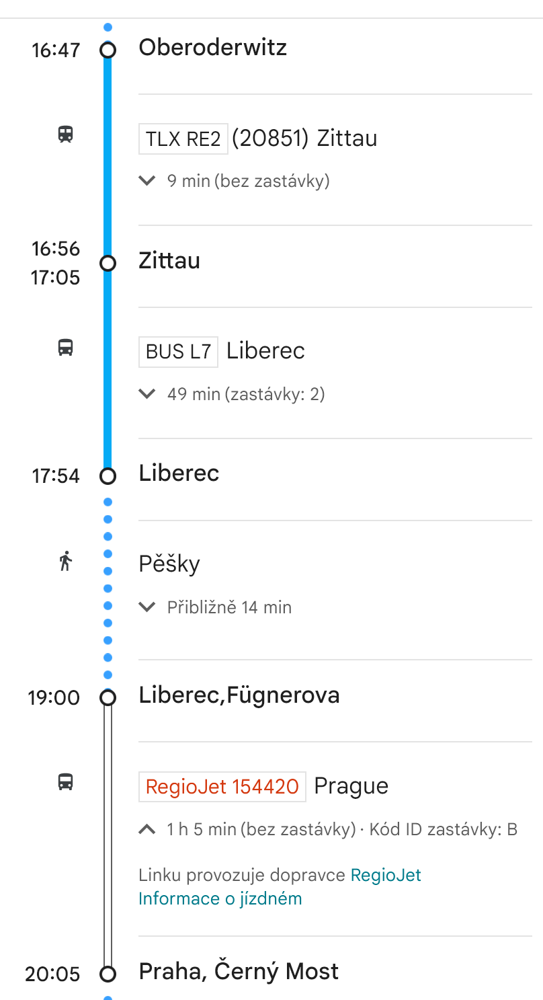 16:47 Oberoderwitz
TLX RE2 (20851) Zittau
9 min (bez zastávky)
16:56
17:05
Zittau
BUS L7 Liberec
49 min (zastávky: 2)
17:54 Liberec
Pěšky
Přibližně 14 min
19:00 Liberec,Fügnerova
RegioJet 154420 Prague
1 h 5 min (bez zastávky) · Kód ID zastávky: B
Linku provozuje dopravce RegioJet
Informace o jízdném
20:05 Praha, Černý Most